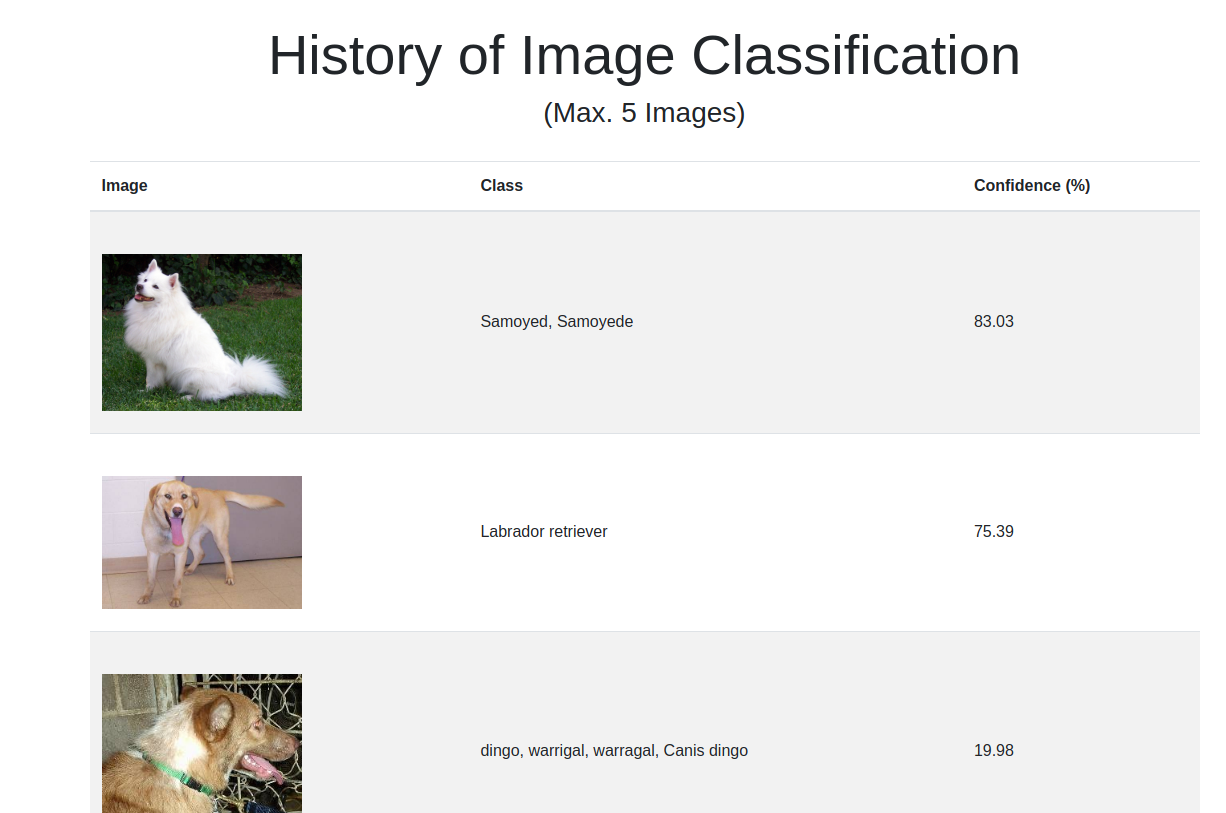 History of Image Classification
(Max. 5 Images)
Image Class Confidence (%)
Samoyed, Samoyede 83.03
Labrador retriever 75.39
dingo, warrigal, warragal, Canis dingo 19.98